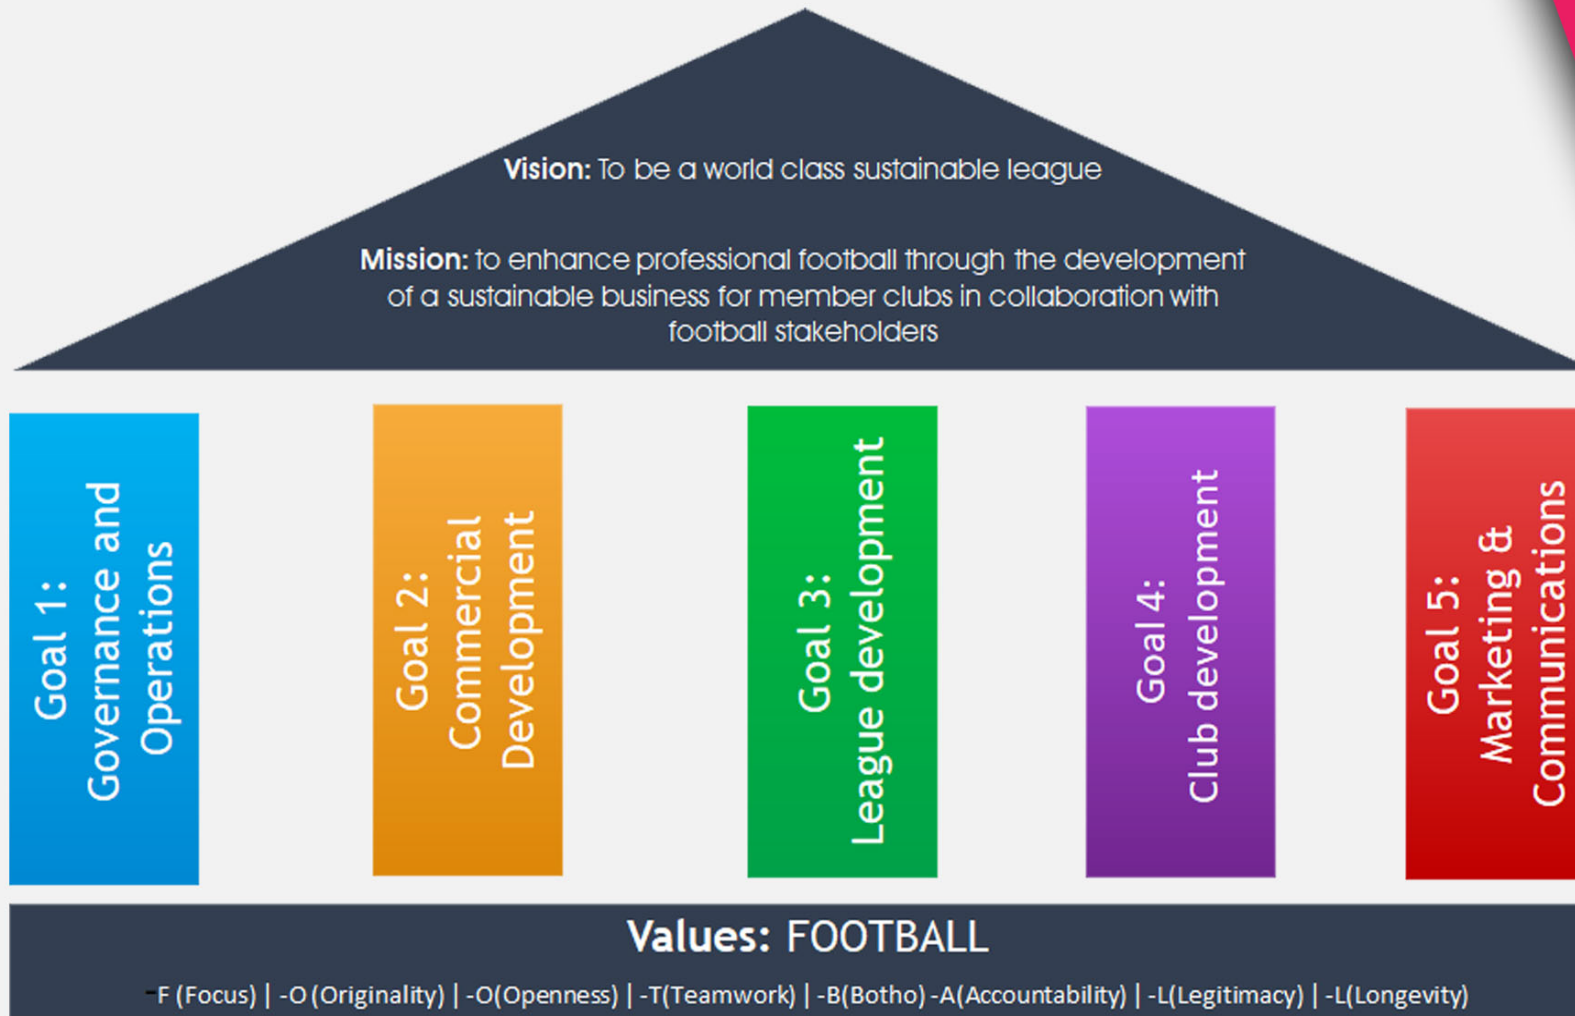 Vision: To be a world class sustainable league
Mission: to enhance professional football through the development
of a sustainable business for member clubs in collaboration with
football stakeholders
Goal 1:
Governance and
Operations
Goal 2:
Commercial
Development
Goal 3:
League development
Goal 4:
Club development
Goal 5:
Marketing &
Communications
Values: FOOTBALL
-F (Focus) | -O (Originality) | -O(Openness) | -T(Teamwork) | -B(Botho) -A(Accountability) | -L(Legitimacy) | -L(Longevity)